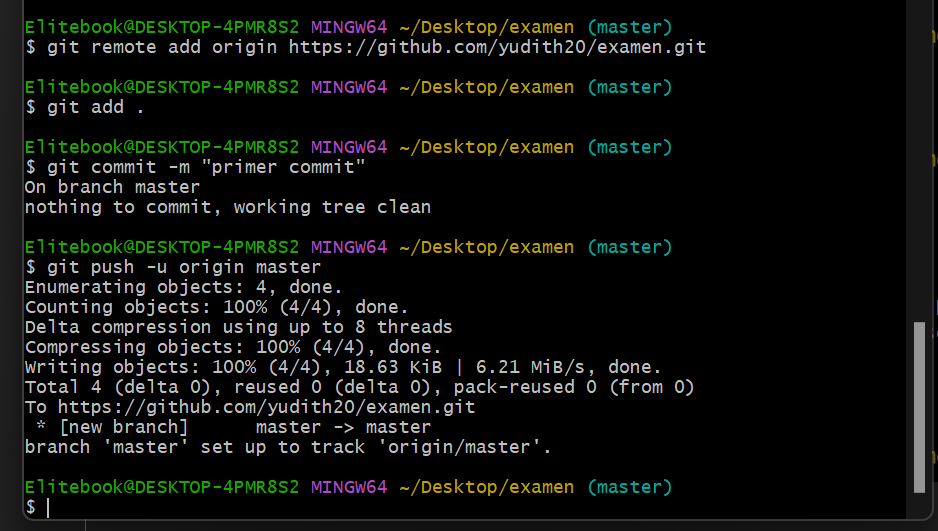 Elitebook@DESKTOP-4PMR8S2 MINGW64 ~/Desktop/examen (master)
$ git remote add origin https://github.com/yudith20/examen.git
Elitebook@DESKTOP-4PMR8S2 MINGW64 ~/Desktop/examen (master)
$ git add .
Elitebook@DESKTOP-4PMR8S2 MINGW64 ~/Desktop/examen (master)
$ git commit -m "primer commit"
On branch master
nothing to commit, working tree clean
Elitebook@DESKTOP-4PMR8S2 MINGW64 ~/Desktop/examen (master)
$ git push -u origin master
Enumerating objects: 4, done.
Counting objects: 100% (4/4), done.
Delta compression using up to 8 threads
Compressing objects: 100% (4/4), done.
Writing objects: 100% (4/4), 18.63 KiB | 6.21 MiB/s, done.
Total 4 (delta 0), reused 0 (delta 0), pack-reused 0 (from 0)
To https://github.com/yudith20/examen.git
 * [new branch]      master -> master
branch 'master' set up to track 'origin/master'.
Elitebook@DESKTOP-4PMR8S2 MINGW64 ~/Desktop/examen (master)
$